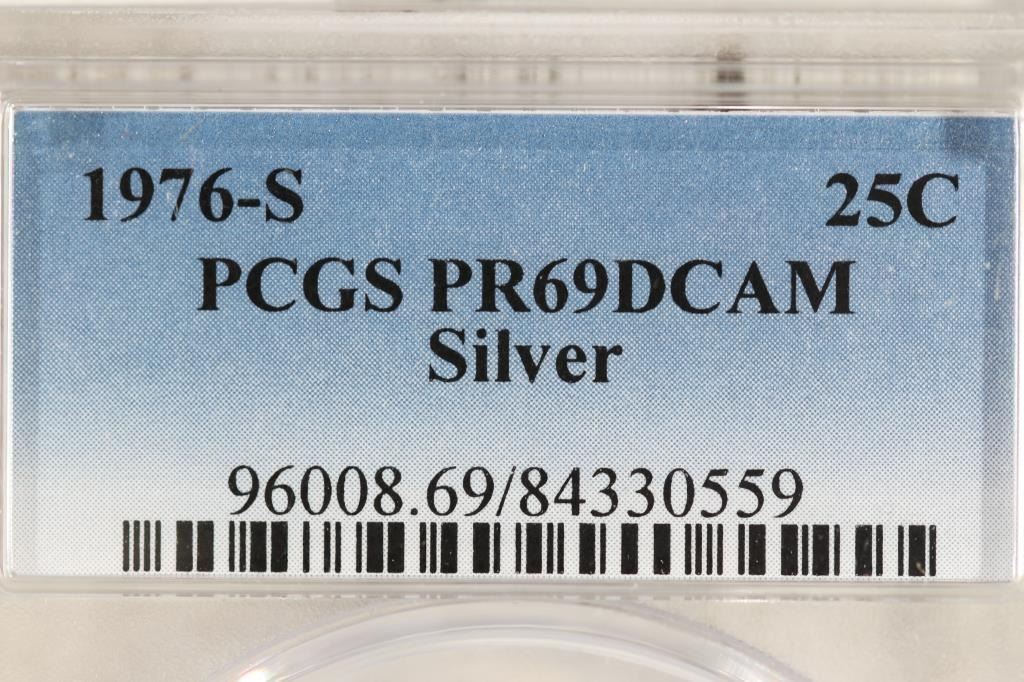 1976-S 25C
PCGS PR69DCAM
Silver
96008.69/84330559